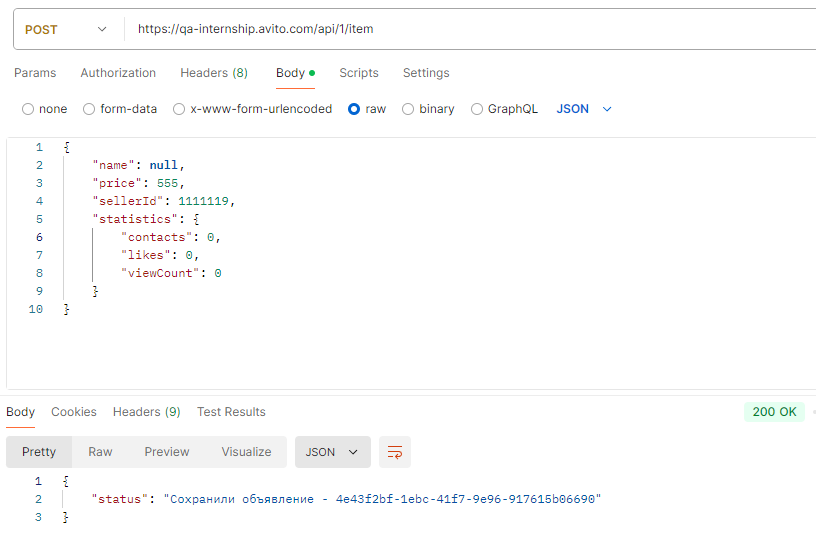 POST https://qa-internship.avito.com/api/1/item
Params Authorization Headers (8) Body Scripts Settings
none form-data x-www-form-urlencoded raw binary GraphQL JSON
1 {
2 "name": null,
3 "price": 555,
4 "sellerId": 1111119,
5 "statistics": {
6 "contacts": 0,
7 "likes": 0,
8 "viewCount": 0
9 }
10 }
Body Cookies Headers (9) Test Results 200 OK
Pretty Raw Preview Visualize JSON
1 {
2 "status": "Сохранили объявление - 4e43f2bf-1ebc-41f7-9e96-917615b06690"
3 }